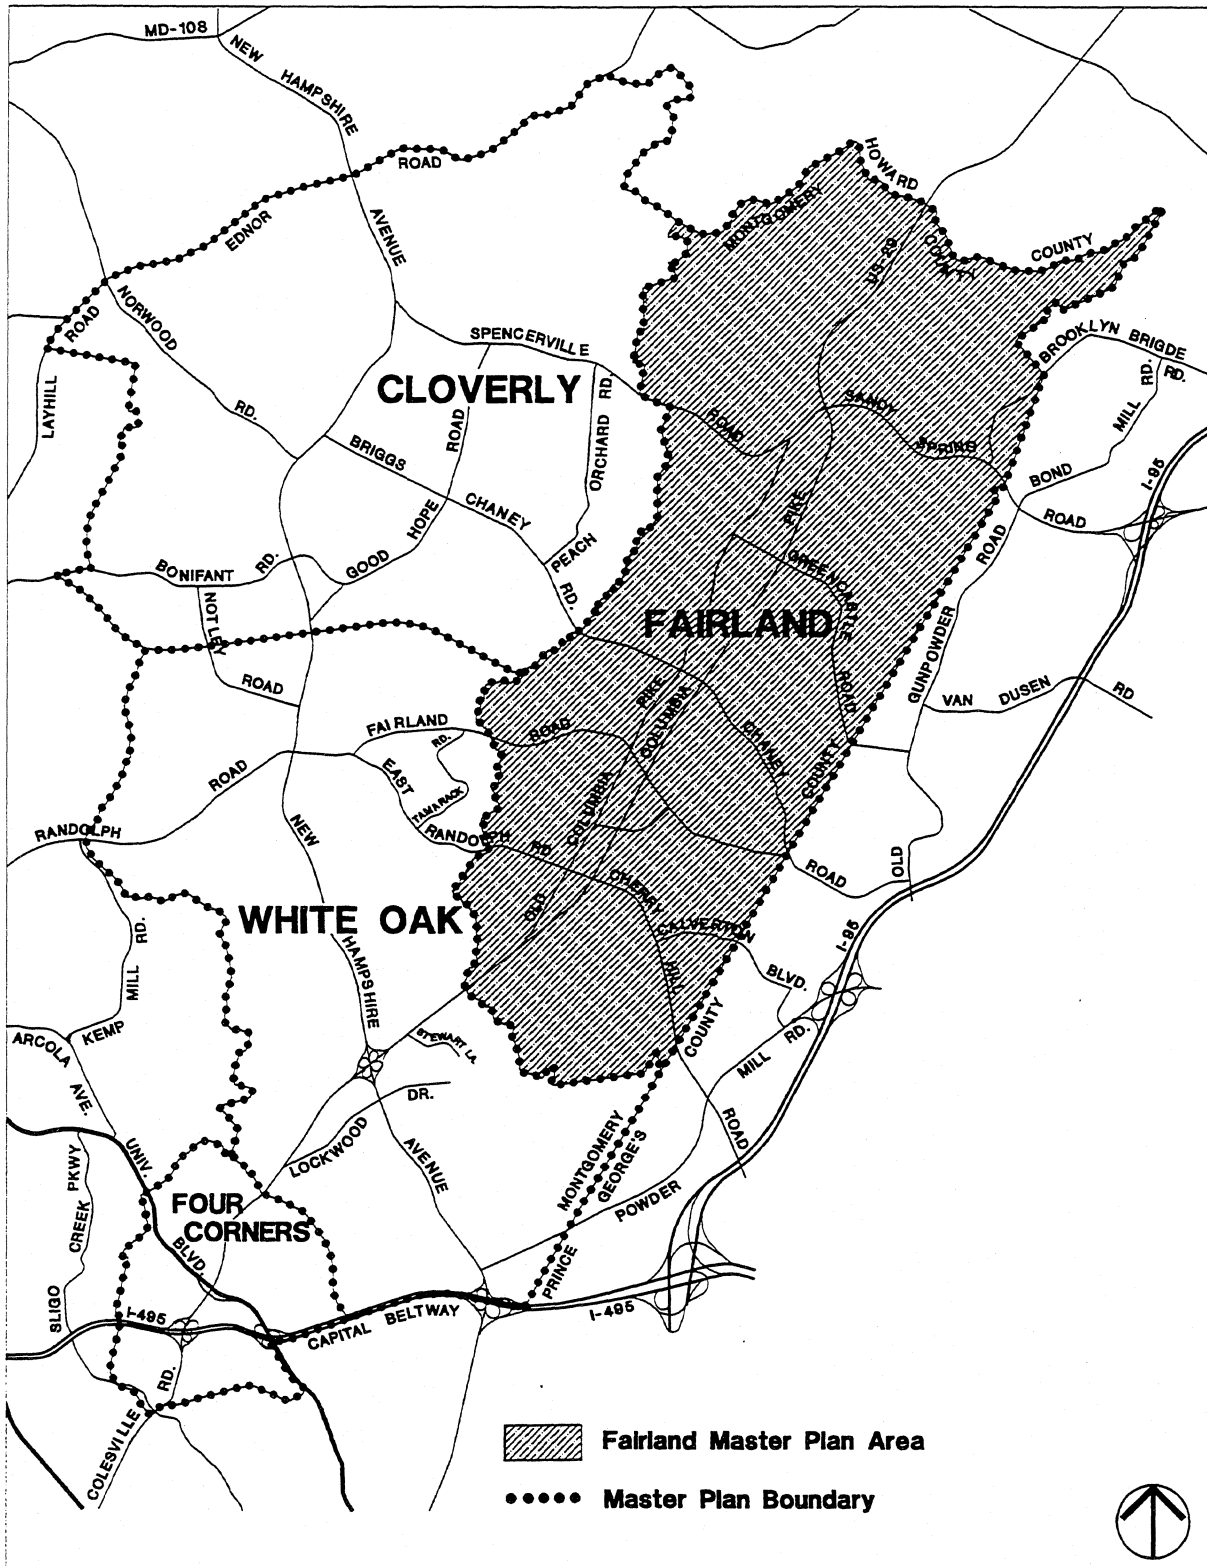 MD-108
NEW
HAMPSHIRE
ROAD
HOWARD
MONTGOMERY
EDNOR
AVENUE
US. 29
COUNTY
COUNTY
ROAD
NORWOOD
SPENCERVILLE
BROOKLYN BRIGDE
RD.
LAYHILL
CLOVERLY
RD.
ORCHARD
ROAD
SANDY
MILL
RD.
RD.
BRIGGS
ROAD
SPRING
BOND
I-95
CHANEY
HOPE
PIKE
ROAD
ROAD
BONIFANT
RD.
GOOD
PEACH
RD.
GREENCASTLE
ROAD
NOTLEY
ROAD
FAIRLAND
GUNPOWDER
VAN DUSEN
RD
FAIRLAND
ROAD
RD.
PIKE
COLUMBIA
CHANEY
COUNTY
ROAD
EAST
TAMARACK
COLUMBIA
RANDOLPH
NEW
RANDOLPH
RD.
CHERRY
ROAD
OLD
WHITE OAK
OLD
CALVERTON
I-95
RD.
HAMPSHIRE
HILL
BLVD.
MILL
KEMP
ARCOLA
STEWART LA.
COUNTY
MILL
RD.
AVE.
DR.
LOCKWOOD
AVENUE
MONTGOMERY
GEORGE'S
ROAD
UNIV.
PKWY
CREEK
FOUR
CORNERS
POWDER
BLVD.
PRINCE
SLIGO
I-495
CAPITAL BELTWAY
I-495
RD.
COLESVILLE
Fairland Master Plan Area
Master Plan Boundary